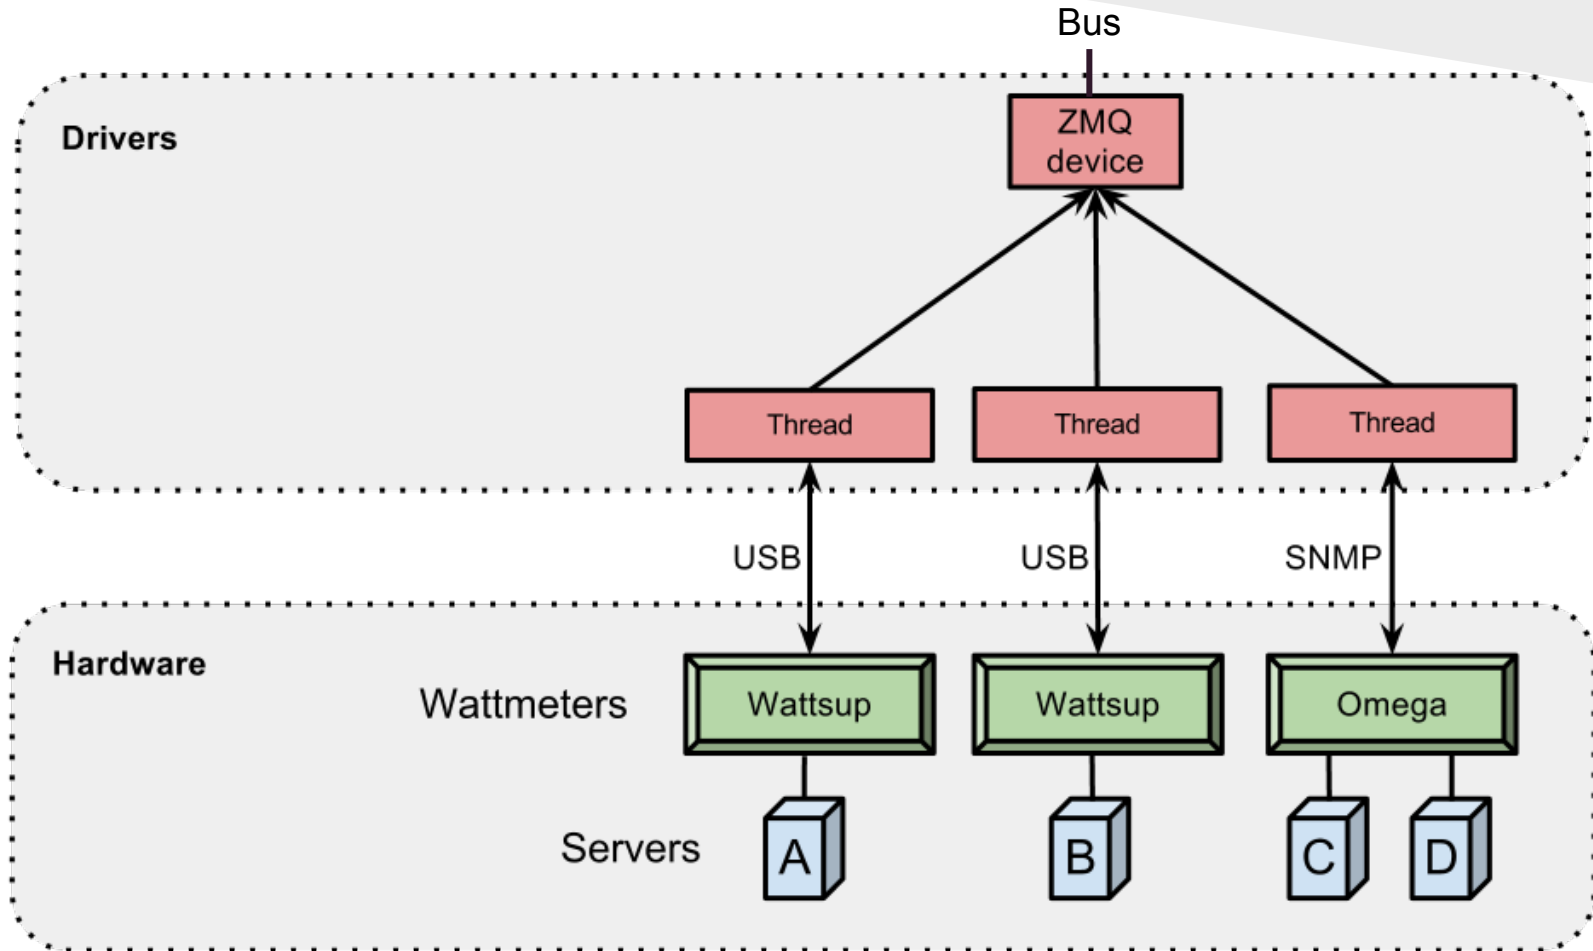 Bus
Drivers
ZMQ
device
Thread
Thread
Thread
USB
USB
SNMP
Hardware
Wattmeters
Wattsup
Wattsup
Omega
Servers
A
B
C
D